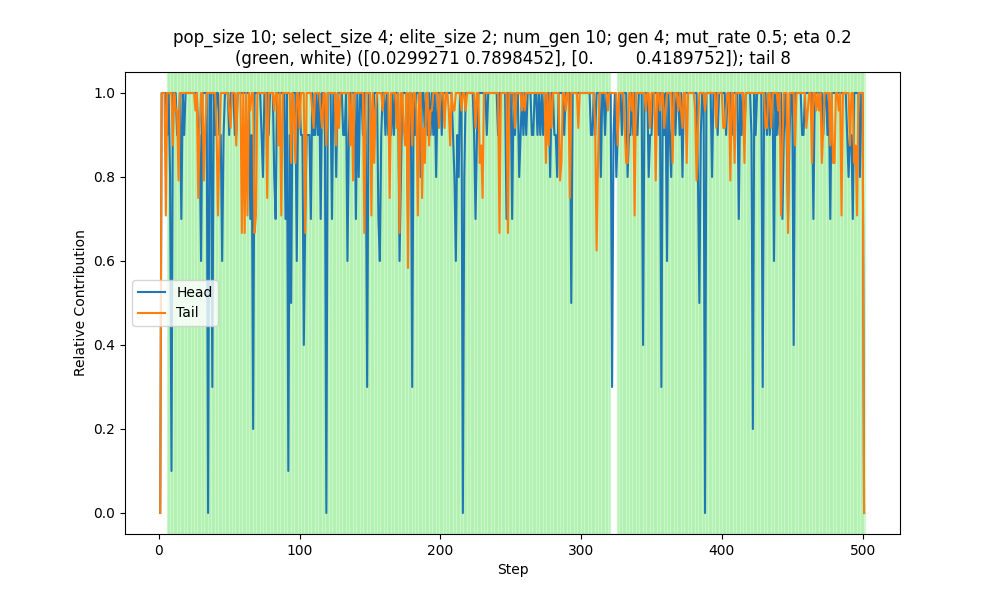 pop_size 10; select_size 4; elite_size 2; num_gen 10; gen 4; mut_rate 0.5; eta 0.2
(green, white) ([0.0299271 0.7898452], [0.         0.4189752]); tail 8
1.0
0.8
0.6
0.4
0.2
0.0
Relative Contribution
Head
Tail
0
100
200
300
400
500
Step